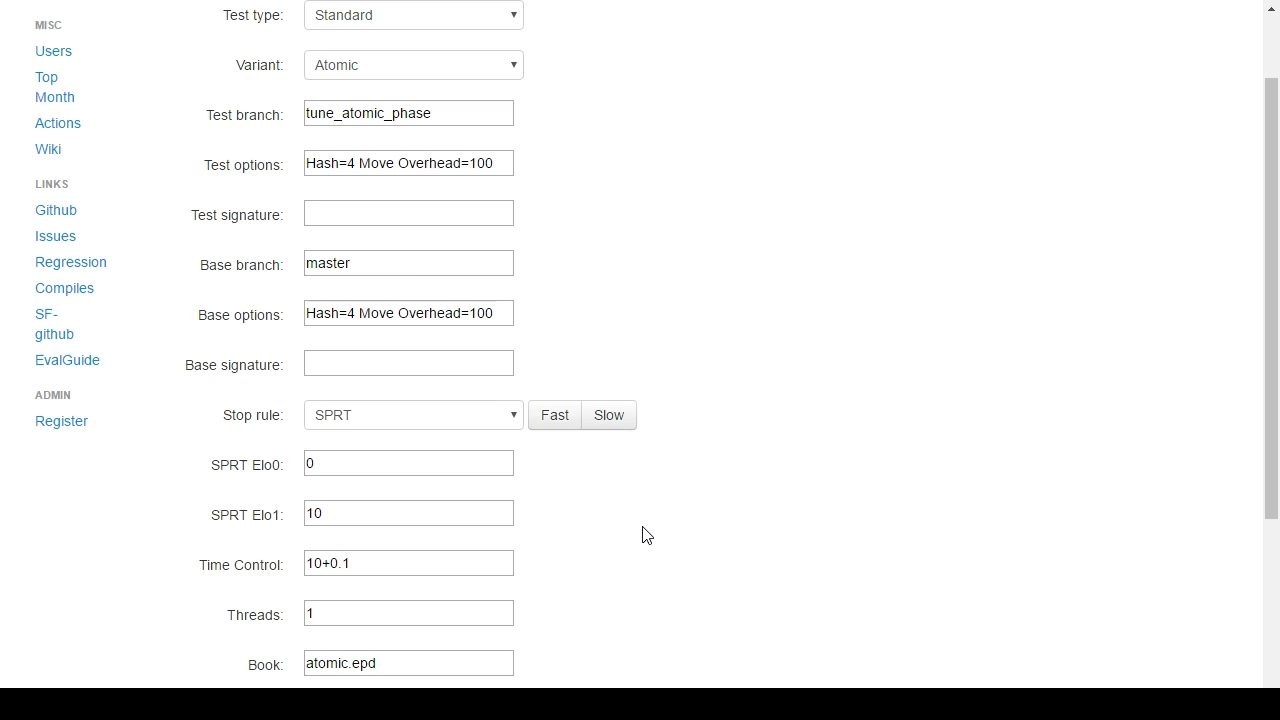 MISC
Users
Top
Month
Actions
Wiki
LINKS
Github
Issues
Regression
Compiles
SF-
github
EvalGuide
ADMIN
Register
Test type: Standard
Variant: Atomic
Test branch: tune_atomic_phase
Test options: Hash=4 Move Overhead=100
Test signature:
Base branch: master
Base options: Hash=4 Move Overhead=100
Base signature:
Stop rule: SPRT Fast Slow
SPRT Elo0: 0
SPRT Elo1: 10
Time Control: 10+0.1
Threads: 1
Book: atomic.epd